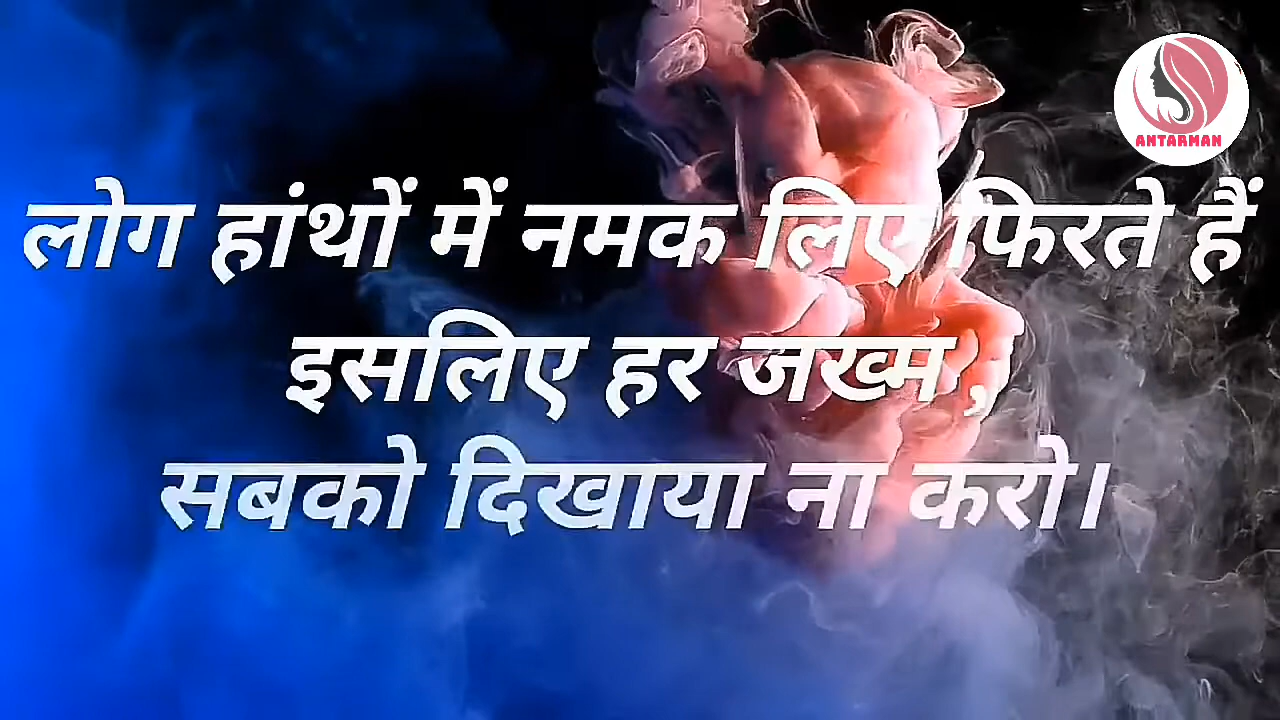 ANTARMAN
लोग हांथों में नमक लिए फिरते हैं
इसलिए हर जख्म ,
सबको दिखाया ना करो।